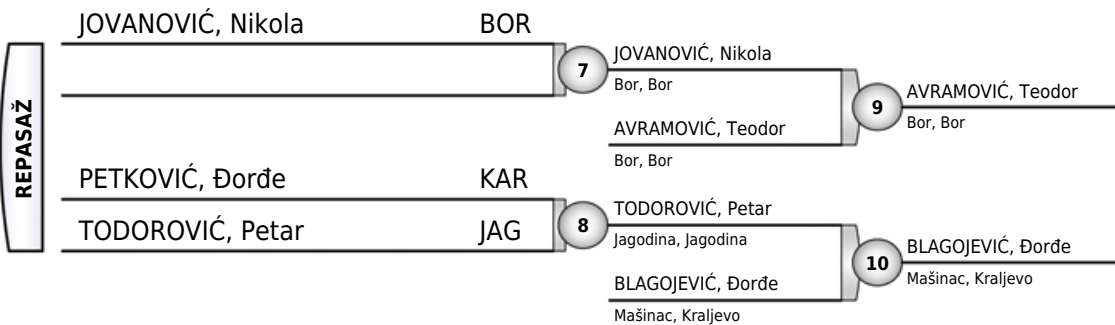 REPASAŽ
JOVANOVIĆ, Nikola BOR
7
JOVANOVIĆ, Nikola
Bor, Bor
AVRAMOVIĆ, Teodor
Bor, Bor
9
AVRAMOVIĆ, Teodor
Bor, Bor
PETKOVIĆ, Đorđe KAR
TODOROVIĆ, Petar JAG
8
TODOROVIĆ, Petar
Jagodina, Jagodina
BLAGOJEVIĆ, Đorđe
Mašinac, Kraljevo
10
BLAGOJEVIĆ, Đorđe
Mašinac, Kraljevo